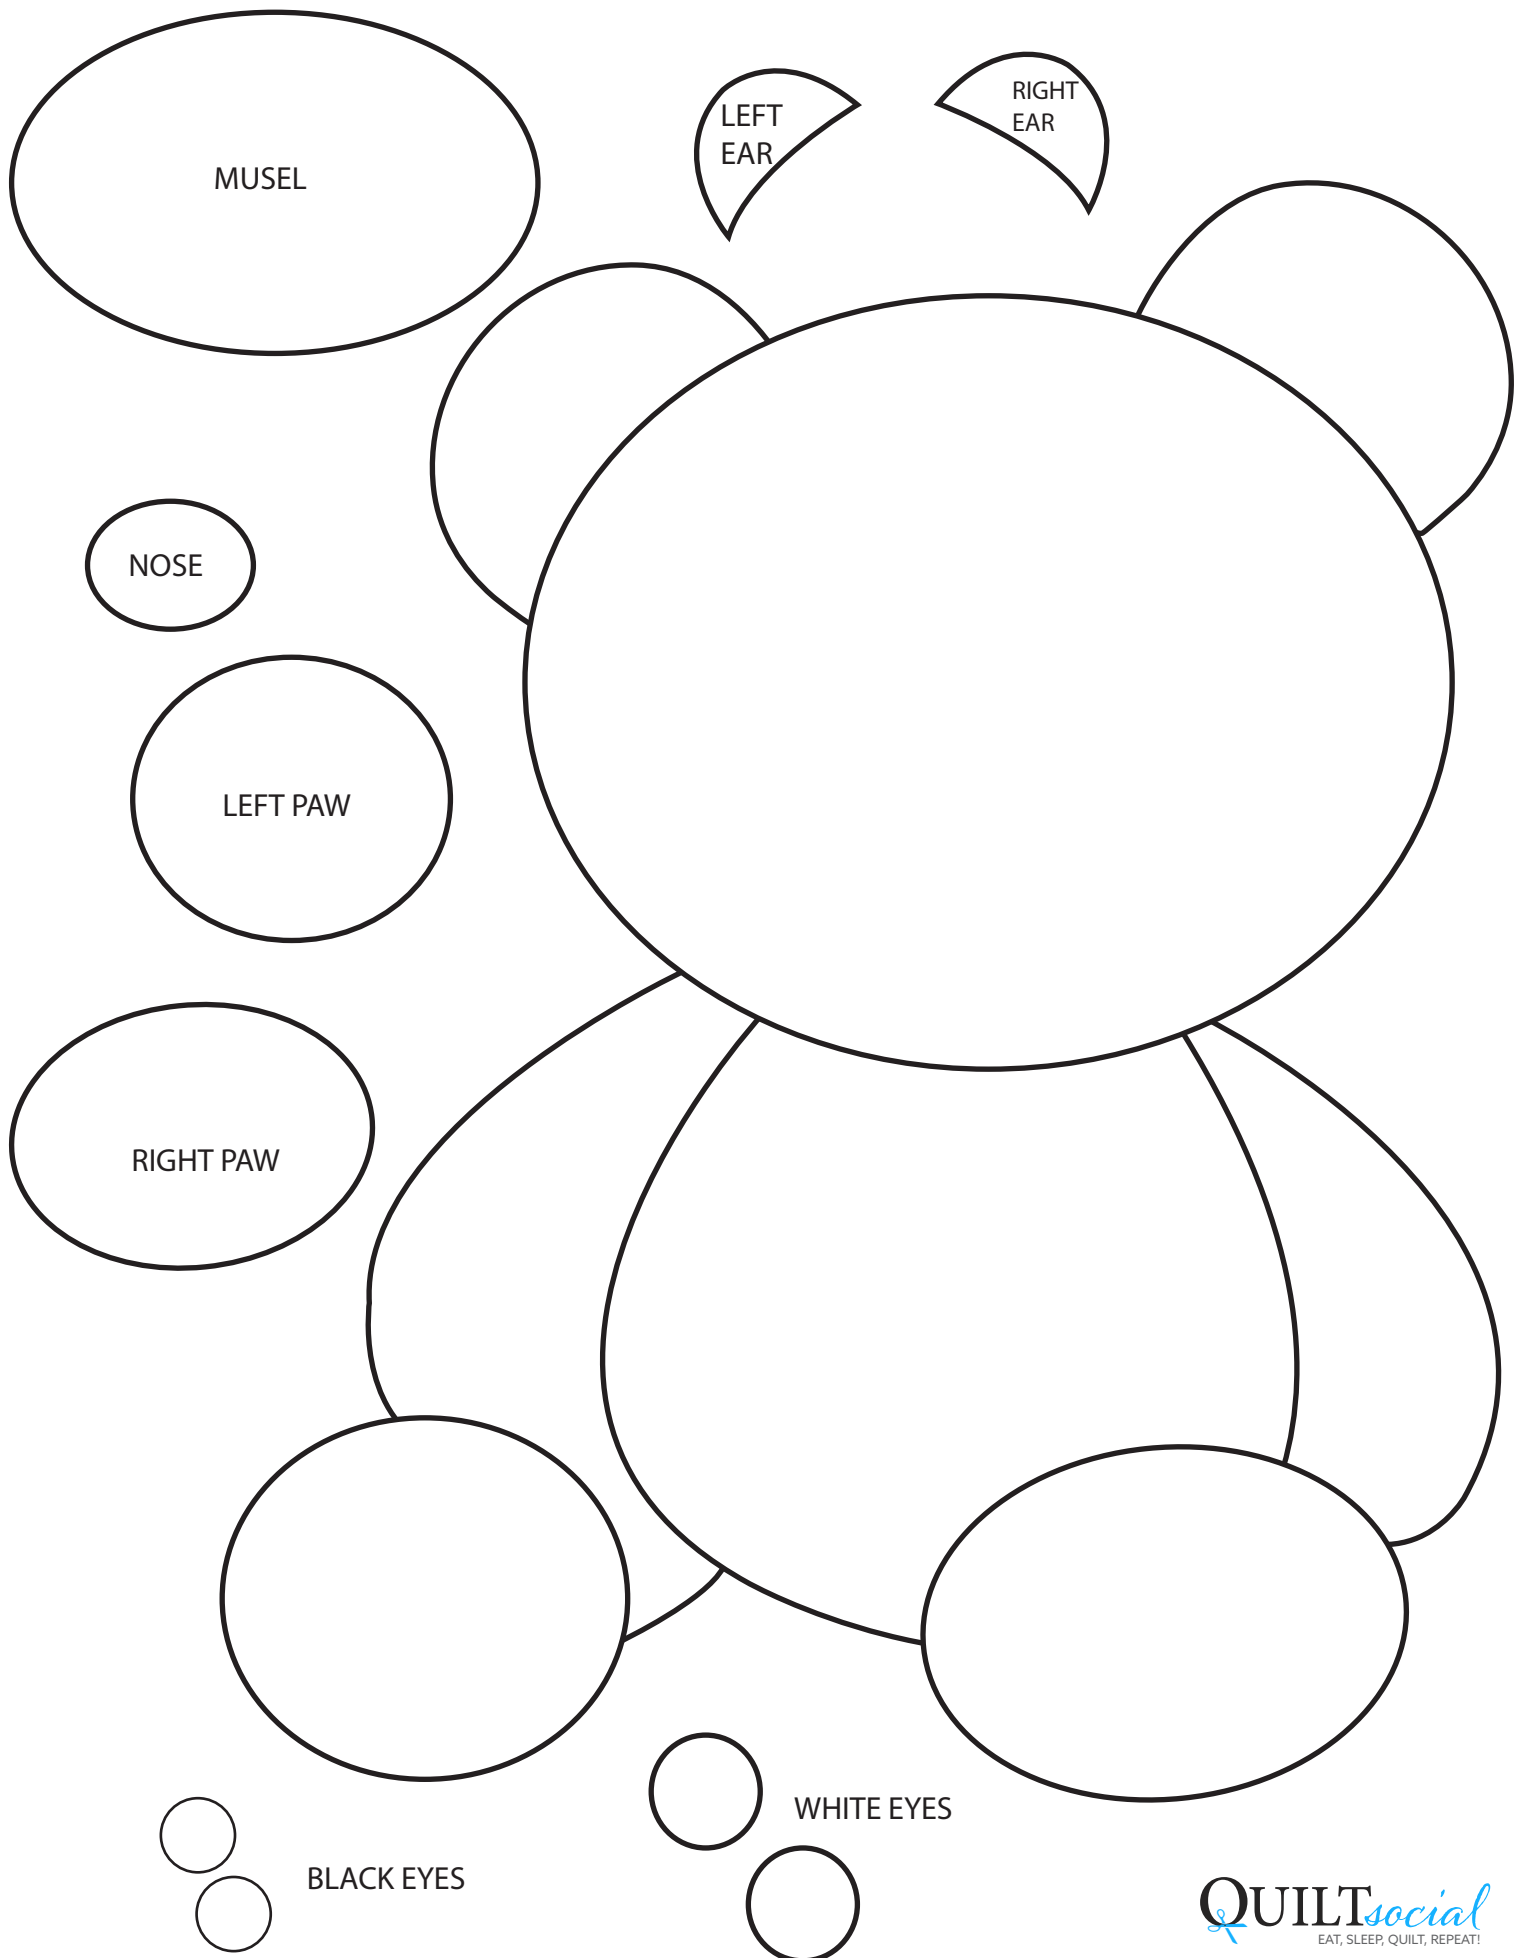 MUSEL
LEFT
EAR
RIGHT
EAR
NOSE
LEFT PAW
RIGHT PAW
WHITE EYES
BLACK EYES
QUILTsocial
EAT, SLEEP, QUILT, REPEAT!